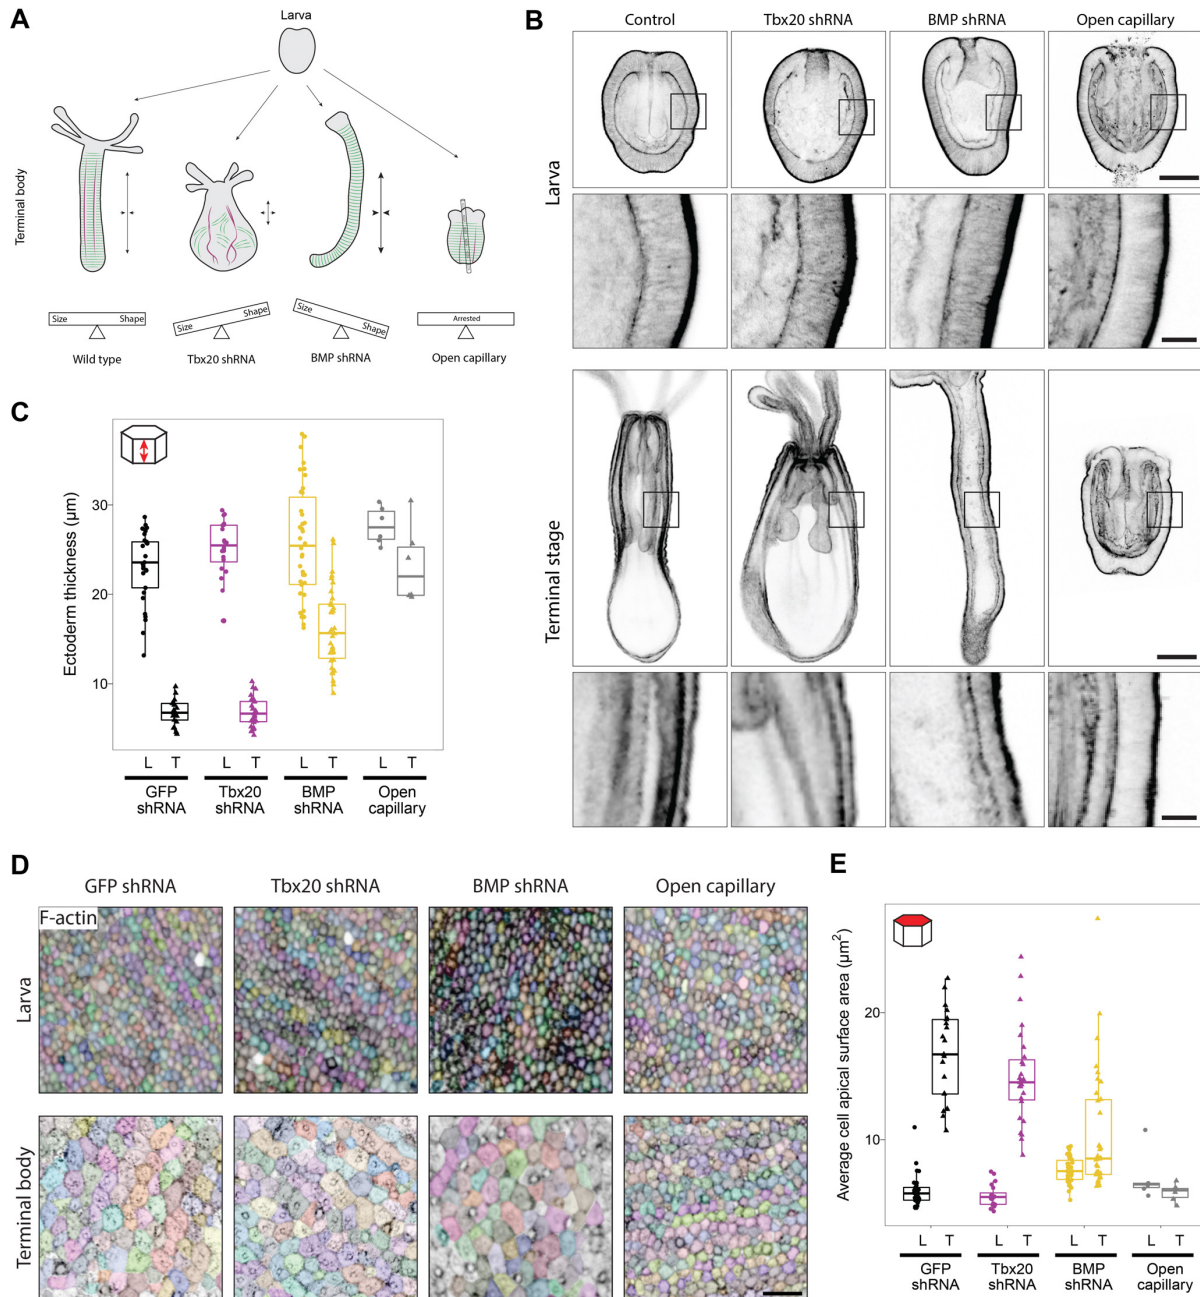 A
Larva
Terminal body
Size Shape
Size Shape
Size Shape
Arrested
Wild type
Tbx20 shRNA
BMP shRNA
Open capillary
B
Control Tbx20 shRNA BMP shRNA Open capillary
Larva
Terminal stage
C
Ectoderm thickness (μm)
30
20
10
L T L T L T L T
GFP shRNA
Tbx20 shRNA
BMP shRNA
Open capillary
D
GFP shRNA Tbx20 shRNA BMP shRNA Open capillary
F-actin
Larva
Terminal body
E
Average cell apical surface area (μm²)
20
10
L T L T L T L T
GFP shRNA
Tbx20 shRNA
BMP shRNA
Open capillary